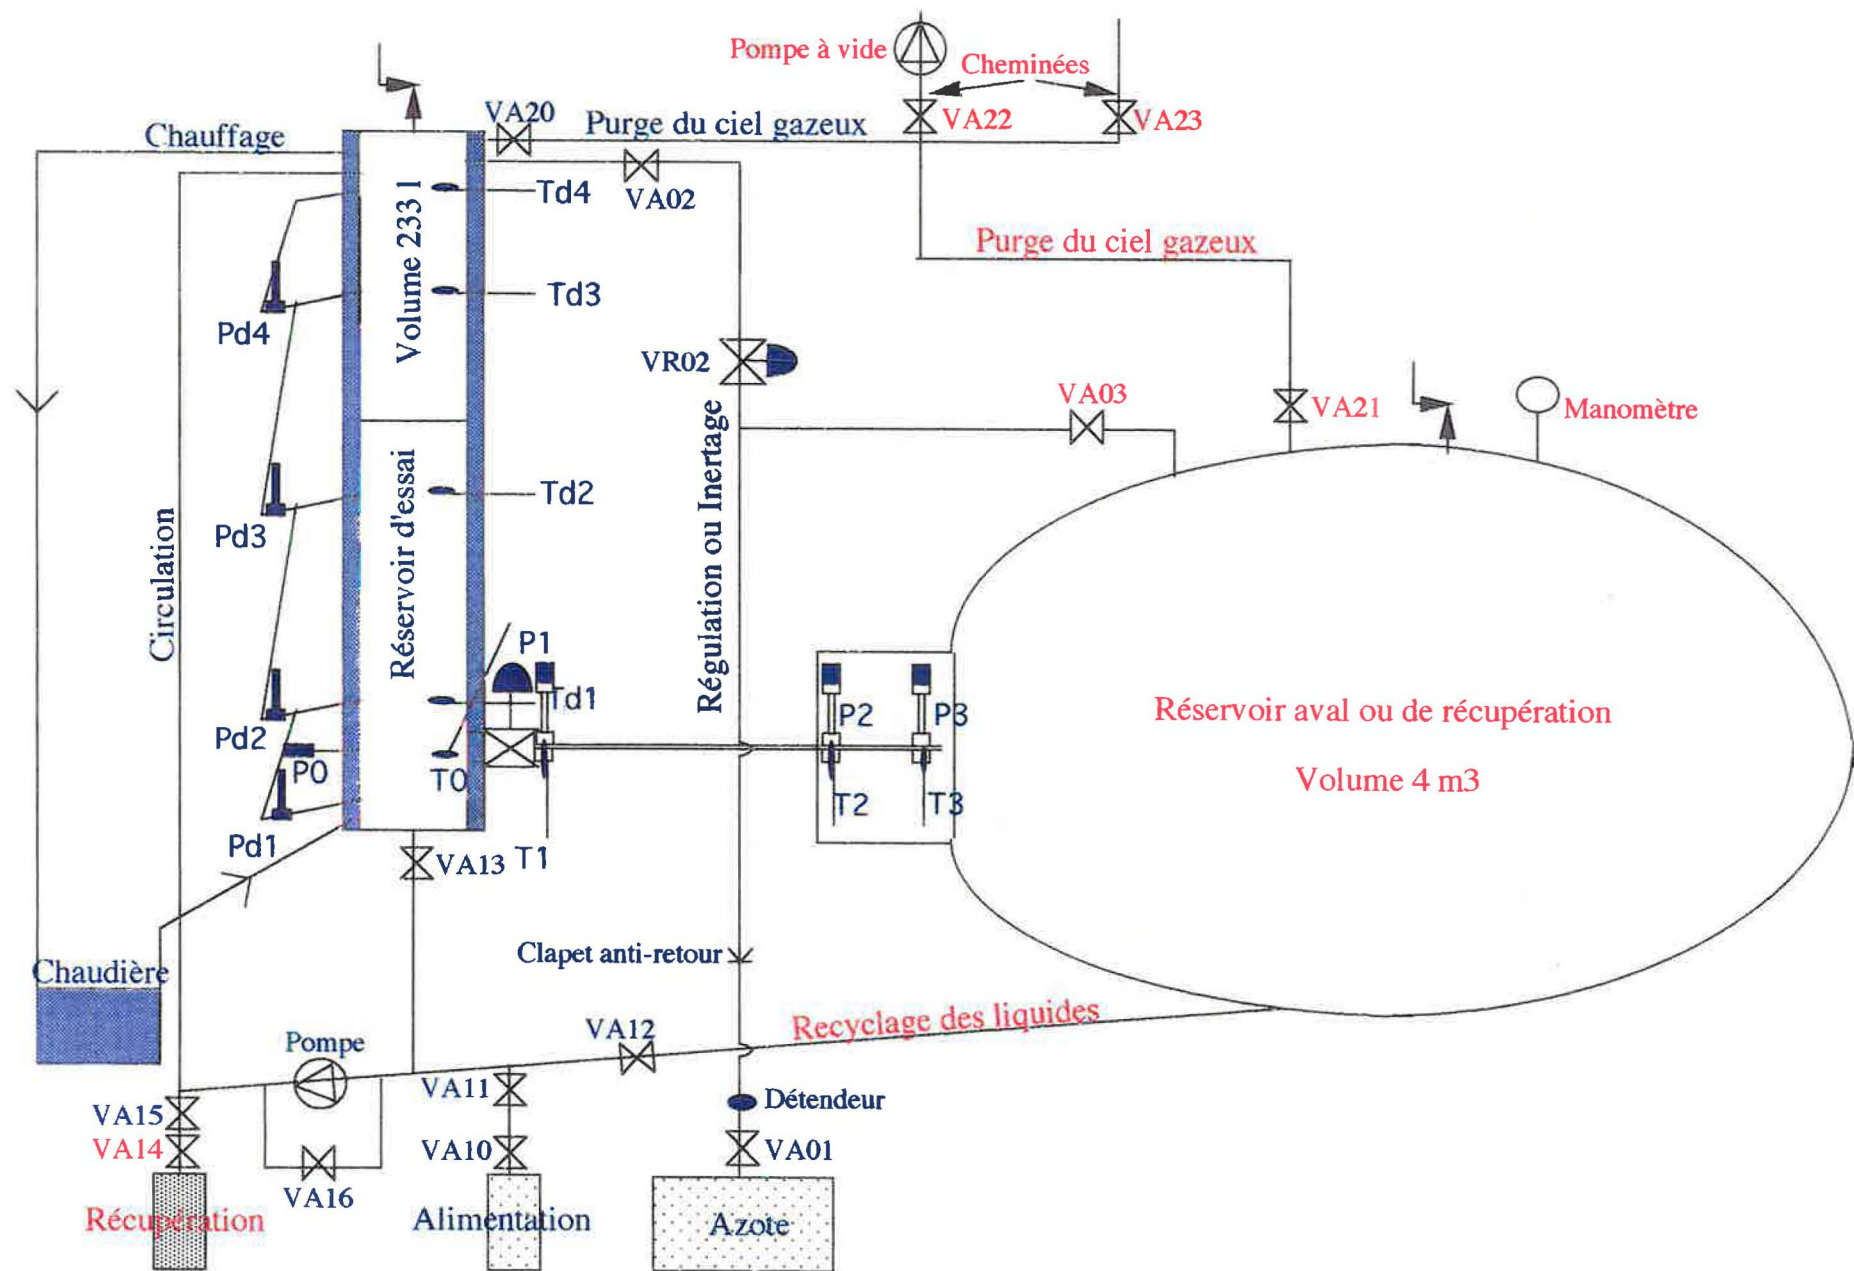 Pompe à vide
Cheminées
VA20
Purge du ciel gazeux
VA22
VA23
Chauffage
Td4
VA02
Volume 233 l
Purge du ciel gazeux
Td3
Pd4
VR02
VA03
VA21
Manomètre
Td2
Pd3
Réservoir d'essai
Circulation
Régulation ou Inertage
P1
Td1
P2
P3
Réservoir aval ou de récupération
Pd2
P0
T0
Volume 4 m3
T2
T3
Pd1
VA13
T1
Clapet anti-retour
Chaudière
Recyclage des liquides
VA12
Pompe
VA11
Détendeur
VA15
VA14
VA10
VA01
VA16
Récupération
Alimentation
Azote